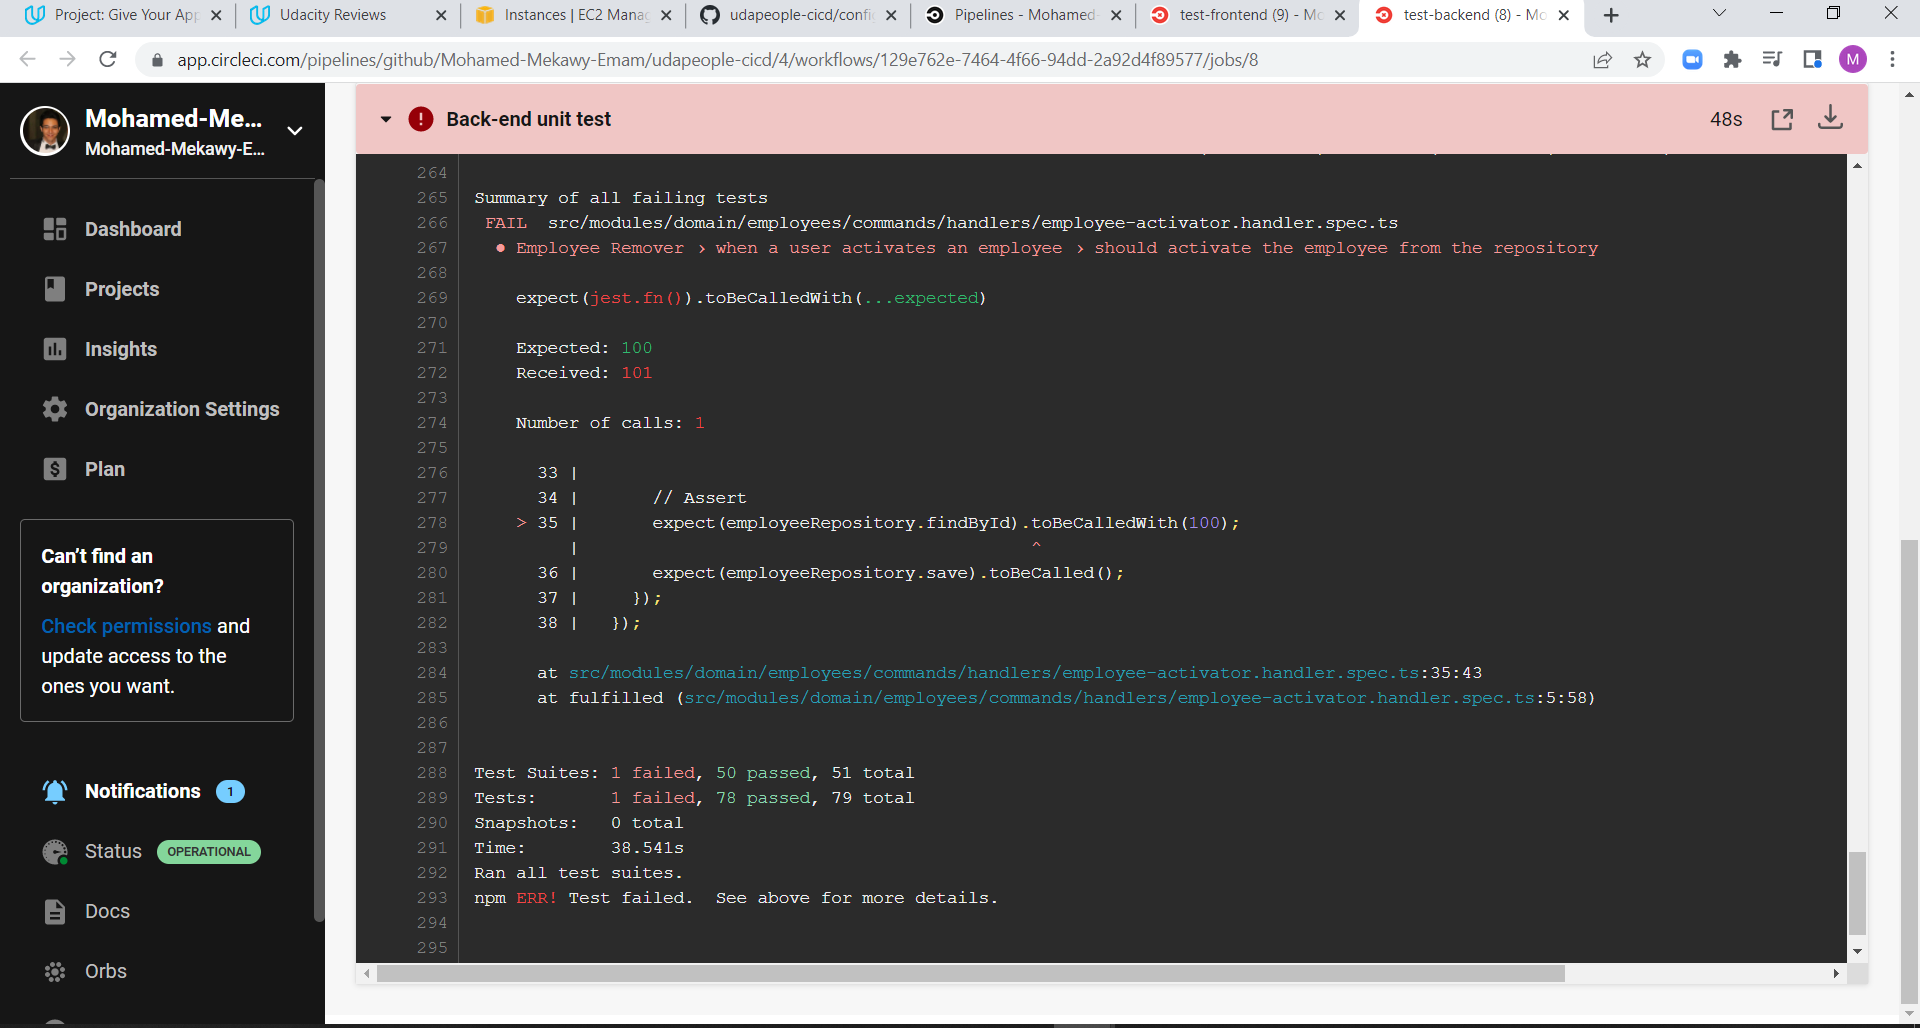 Project: Give Your App
Udacity Reviews
Instances | EC2 Manag
udapeople-cicd/confi
Pipelines - Mohamed-
test-frontend (9) - Mo
test-backend (8) - Mo
app.circleci.com/pipelines/github/Mohamed-Mekawy-Emam/udapeople-cicd/4/workflows/129e762e-7464-4f66-94dd-2a92d4f89577/jobs/8
M
Mohamed-Me...
Mohamed-Mekawy-E...
Dashboard
Projects
Insights
Organization Settings
Plan
Can’t find an
organization?
Check permissions and
update access to the
ones you want.
Notifications 1
Status OPERATIONAL
Docs
Orbs
Back-end unit test
48s
264
265 Summary of all failing tests
266 FAIL src/modules/domain/employees/commands/handlers/employee-activator.handler.spec.ts
267 ● Employee Remover › when a user activates an employee › should activate the employee from the repository
268
269 expect(jest.fn()).toBeCalledWith(...expected)
270
271 Expected: 100
272 Received: 101
273
274 Number of calls: 1
275
276 33 |
277 34 | // Assert
278 > 35 | expect(employeeRepository.findById).toBeCalledWith(100);
279 | ^
280 36 | expect(employeeRepository.save).toBeCalled();
281 37 | });
282 38 | });
283
284 at src/modules/domain/employees/commands/handlers/employee-activator.handler.spec.ts:35:43
285 at fulfilled (src/modules/domain/employees/commands/handlers/employee-activator.handler.spec.ts:5:58)
286
287
288 Test Suites: 1 failed, 50 passed, 51 total
289 Tests: 1 failed, 78 passed, 79 total
290 Snapshots: 0 total
291 Time: 38.541s
292 Ran all test suites.
293 npm ERR! Test failed. See above for more details.
294
295